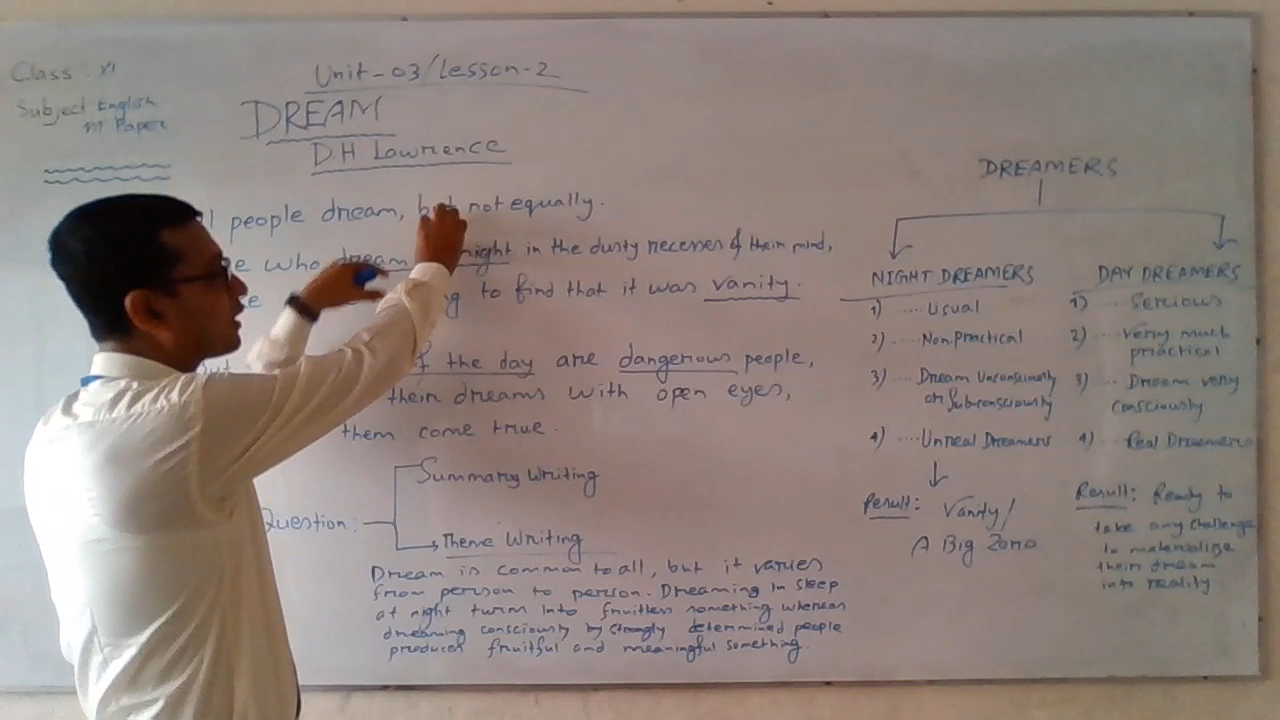 Class : XI
Subject English
1st Paper
Unit-03/Lesson-2
DREAM
D.H Lawrence
people dream, but not equally.
who dream night in the dusty recesses of their mind,
to find that it was vanity.
But
of the day are dangerous people,
their dreams with open eyes,
them come true.
Question:
Summary Writing
Theme Writing
Dream is common to all, but it varies
from person to person. Dreaming in sleep
at night turns into fruitless something whereas
dreaming consciously by strongly determined people
produces fruitful and meaningful something.
DREAMERS
NIGHT DREAMERS
1) .... Usual
2) .... Non.Practical
3) .... Dream Unconsciously
or Subconsciously
4) .... Unreal Dreamers
Result: Vanity/
A Big Zero
DAY DREAMERS
1) .... Serious
2) ... Very much
practical
3) ... Dream very
consciously
4) ... Real Dreamers
Result: Ready to
take any challenge
to materialize
their dream
into reality